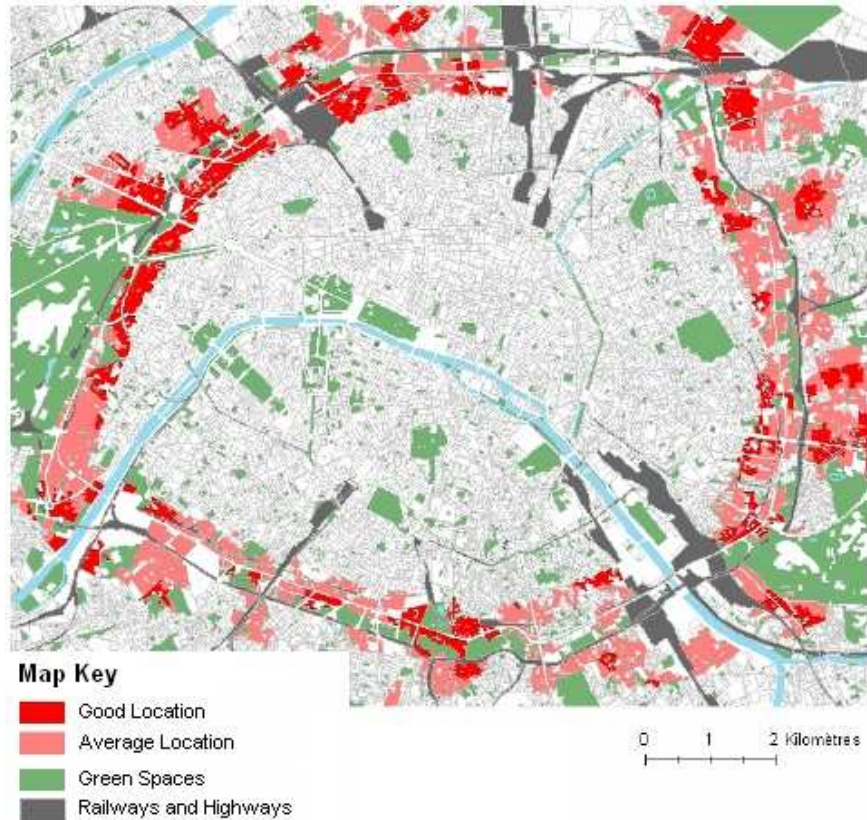 Map Key
Good Location
Average Location
Green Spaces
Railways and Highways
0 1 2 Kilomètres